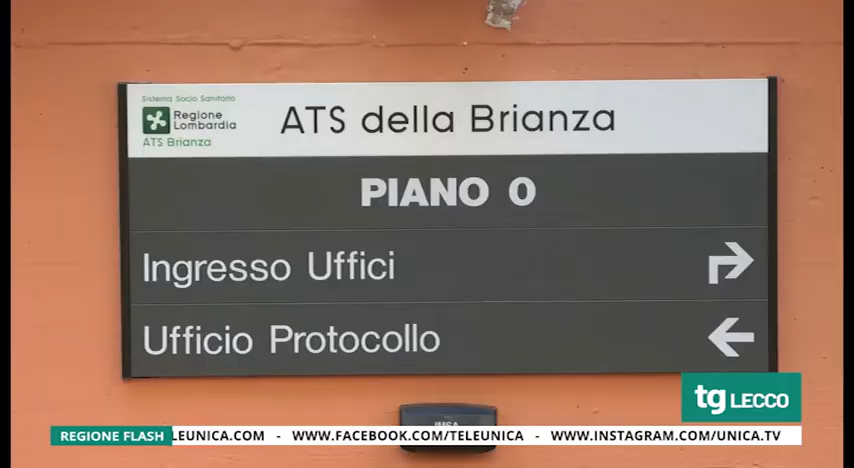 Sistema Socio Sanitario
Regione
Lombardia
ATS Brianza
ATS della Brianza
PIANO 0
Ingresso Uffici
Ufficio Protocollo
tg LECCO
REGIONE FLASH LEUNICA.COM - WWW.FACEBOOK.COM/TELEUNICA - WWW.INSTAGRAM.COM/UNICA.TV